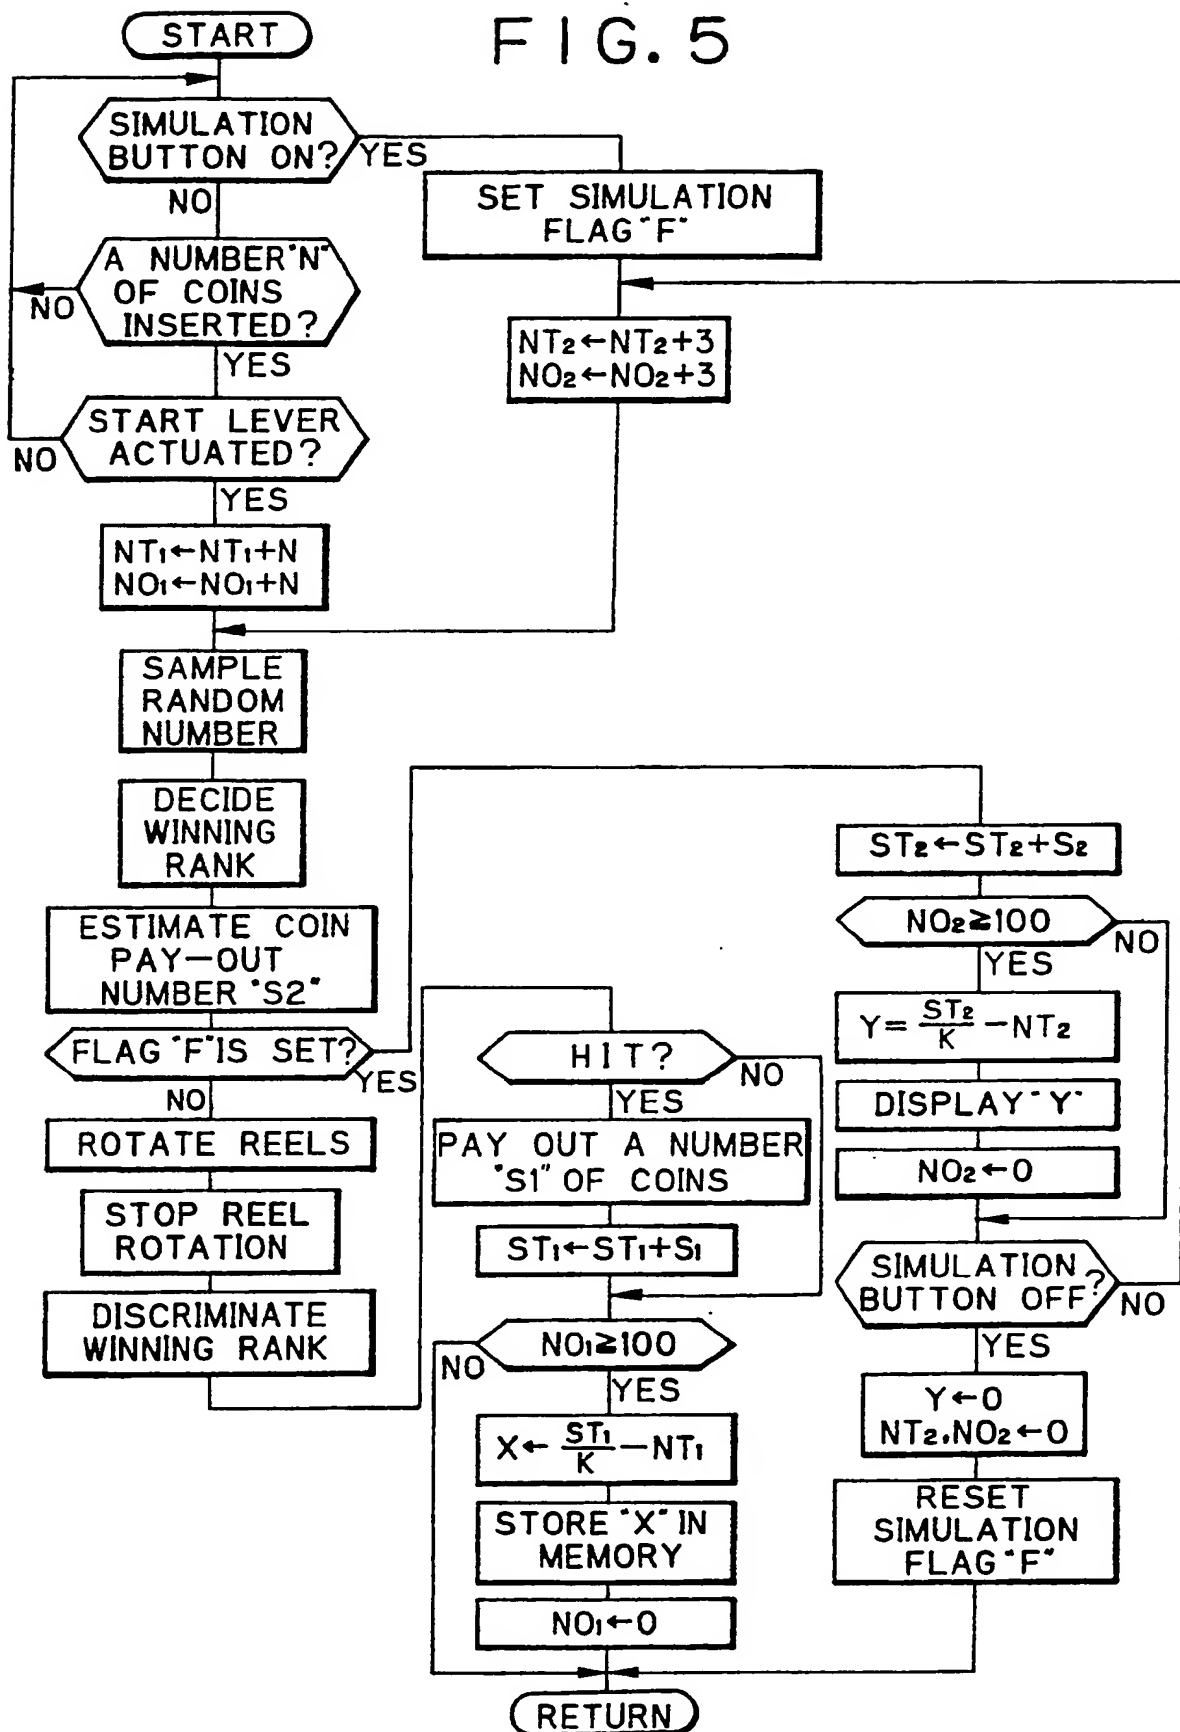 FIG. 5
START
SIMULATION
BUTTON ON?
YES
NO
SET SIMULATION
FLAG "F"
A NUMBER "N"
OF COINS
INSERTED?
NO
YES
NT2←NT2+3
NO2←NO2+3
START LEVER
ACTUATED?
NO
YES
NT1←NT1+N
NO1←NO1+N
SAMPLE
RANDOM
NUMBER
DECIDE
WINNING
RANK
ESTIMATE COIN
PAY-OUT
NUMBER "S2"
FLAG "F" IS SET?
YES
NO
ROTATE REELS
STOP REEL
ROTATION
DISCRIMINATE
WINNING RANK
HIT?
NO
YES
PAY OUT A NUMBER
"S1" OF COINS
ST1←ST1+S1
NO1≧100
NO
YES
X← ST1/K −NT1
STORE "X" IN
MEMORY
NO1←0
ST2←ST2+S2
NO2≧100
NO
YES
Y= ST2/K −NT2
DISPLAY "Y"
NO2←0
SIMULATION
BUTTON OFF?
NO
YES
Y←0
NT2,NO2←0
RESET
SIMULATION
FLAG "F"
RETURN